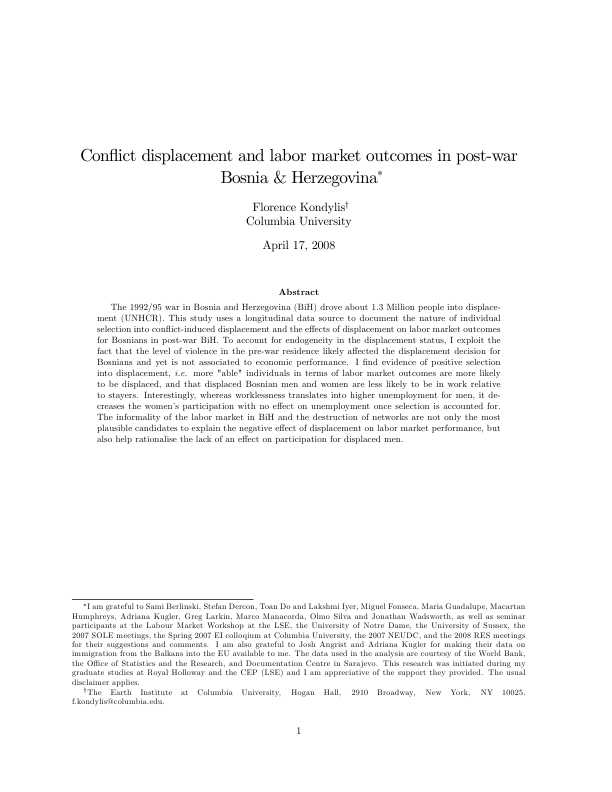 Conflict displacement and labor market outcomes in post-war
Bosnia & Herzegovina*
Florence Kondylis†
Columbia University
April 17, 2008
Abstract
The 1992/95 war in Bosnia and Herzegovina (BiH) drove about 1.3 Million people into displace-
ment (UNHCR). This study uses a longitudinal data source to document the nature of individual
selection into conflict-induced displacement and the effects of displacement on labor market outcomes
for Bosnians in post-war BiH. To account for endogeneity in the displacement status, I exploit the
fact that the level of violence in the pre-war residence likely affected the displacement decision for
Bosnians and yet is not associated to economic performance. I find evidence of positive selection
into displacement, i.e. more "able" individuals in terms of labor market outcomes are more likely
to be displaced, and that displaced Bosnian men and women are less likely to be in work relative
to stayers. Interestingly, whereas worklessness translates into higher unemployment for men, it de-
creases the women's participation with no effect on unemployment once selection is accounted for.
The informality of the labor market in BiH and the destruction of networks are not only the most
plausible candidates to explain the negative effect of displacement on labor market performance, but
also help rationalise the lack of an effect on participation for displaced men.
*I am grateful to Sami Berlinski, Stefan Dercon, Toan Do and Lakshmi Iyer, Miguel Fonseca, Maria Guadalupe, Macartan
Humphreys, Adriana Kugler, Greg Larkin, Marco Manacorda, Olmo Silva and Jonathan Wadsworth, as well as seminar
participants at the Labour Market Workshop at the LSE, the University of Notre Dame, the University of Sussex, the
2007 SOLE meetings, the Spring 2007 EI colloqium at Columbia University, the 2007 NEUDC, and the 2008 RES meetings
for their suggestions and comments. I am also grateful to Josh Angrist and Adriana Kugler for making their data on
immigration from the Balkans into the EU available to me. The data used in the analysis are courtesy of the World Bank,
the Office of Statistics and the Research, and Documentation Centre in Sarajevo. This research was initiated during my
graduate studies at Royal Holloway and the CEP (LSE) and I am appreciative of the support they provided. The usual
disclaimer applies.
†The Earth Institute at Columbia University, Hogan Hall, 2910 Broadway, New York, NY 10025.
f.kondylis@columbia.edu.
1